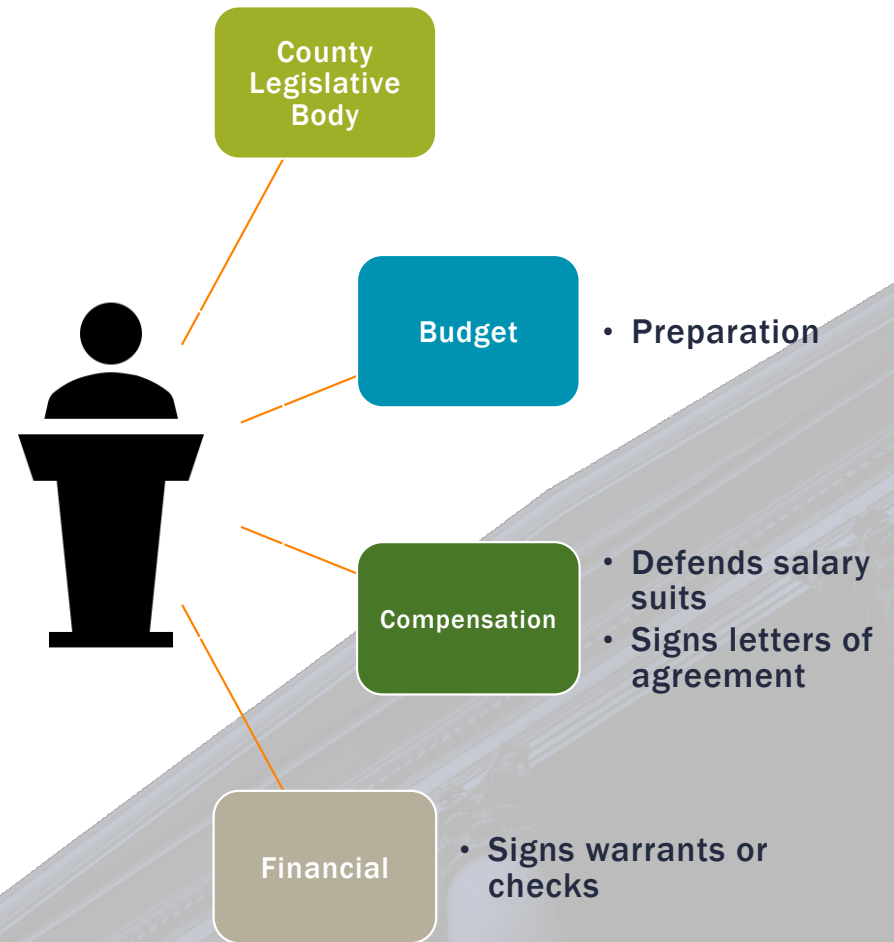 County
Legislative
Body
Budget
• Preparation
Compensation
• Defends salary
suits
• Signs letters of
agreement
Financial
• Signs warrants or
checks